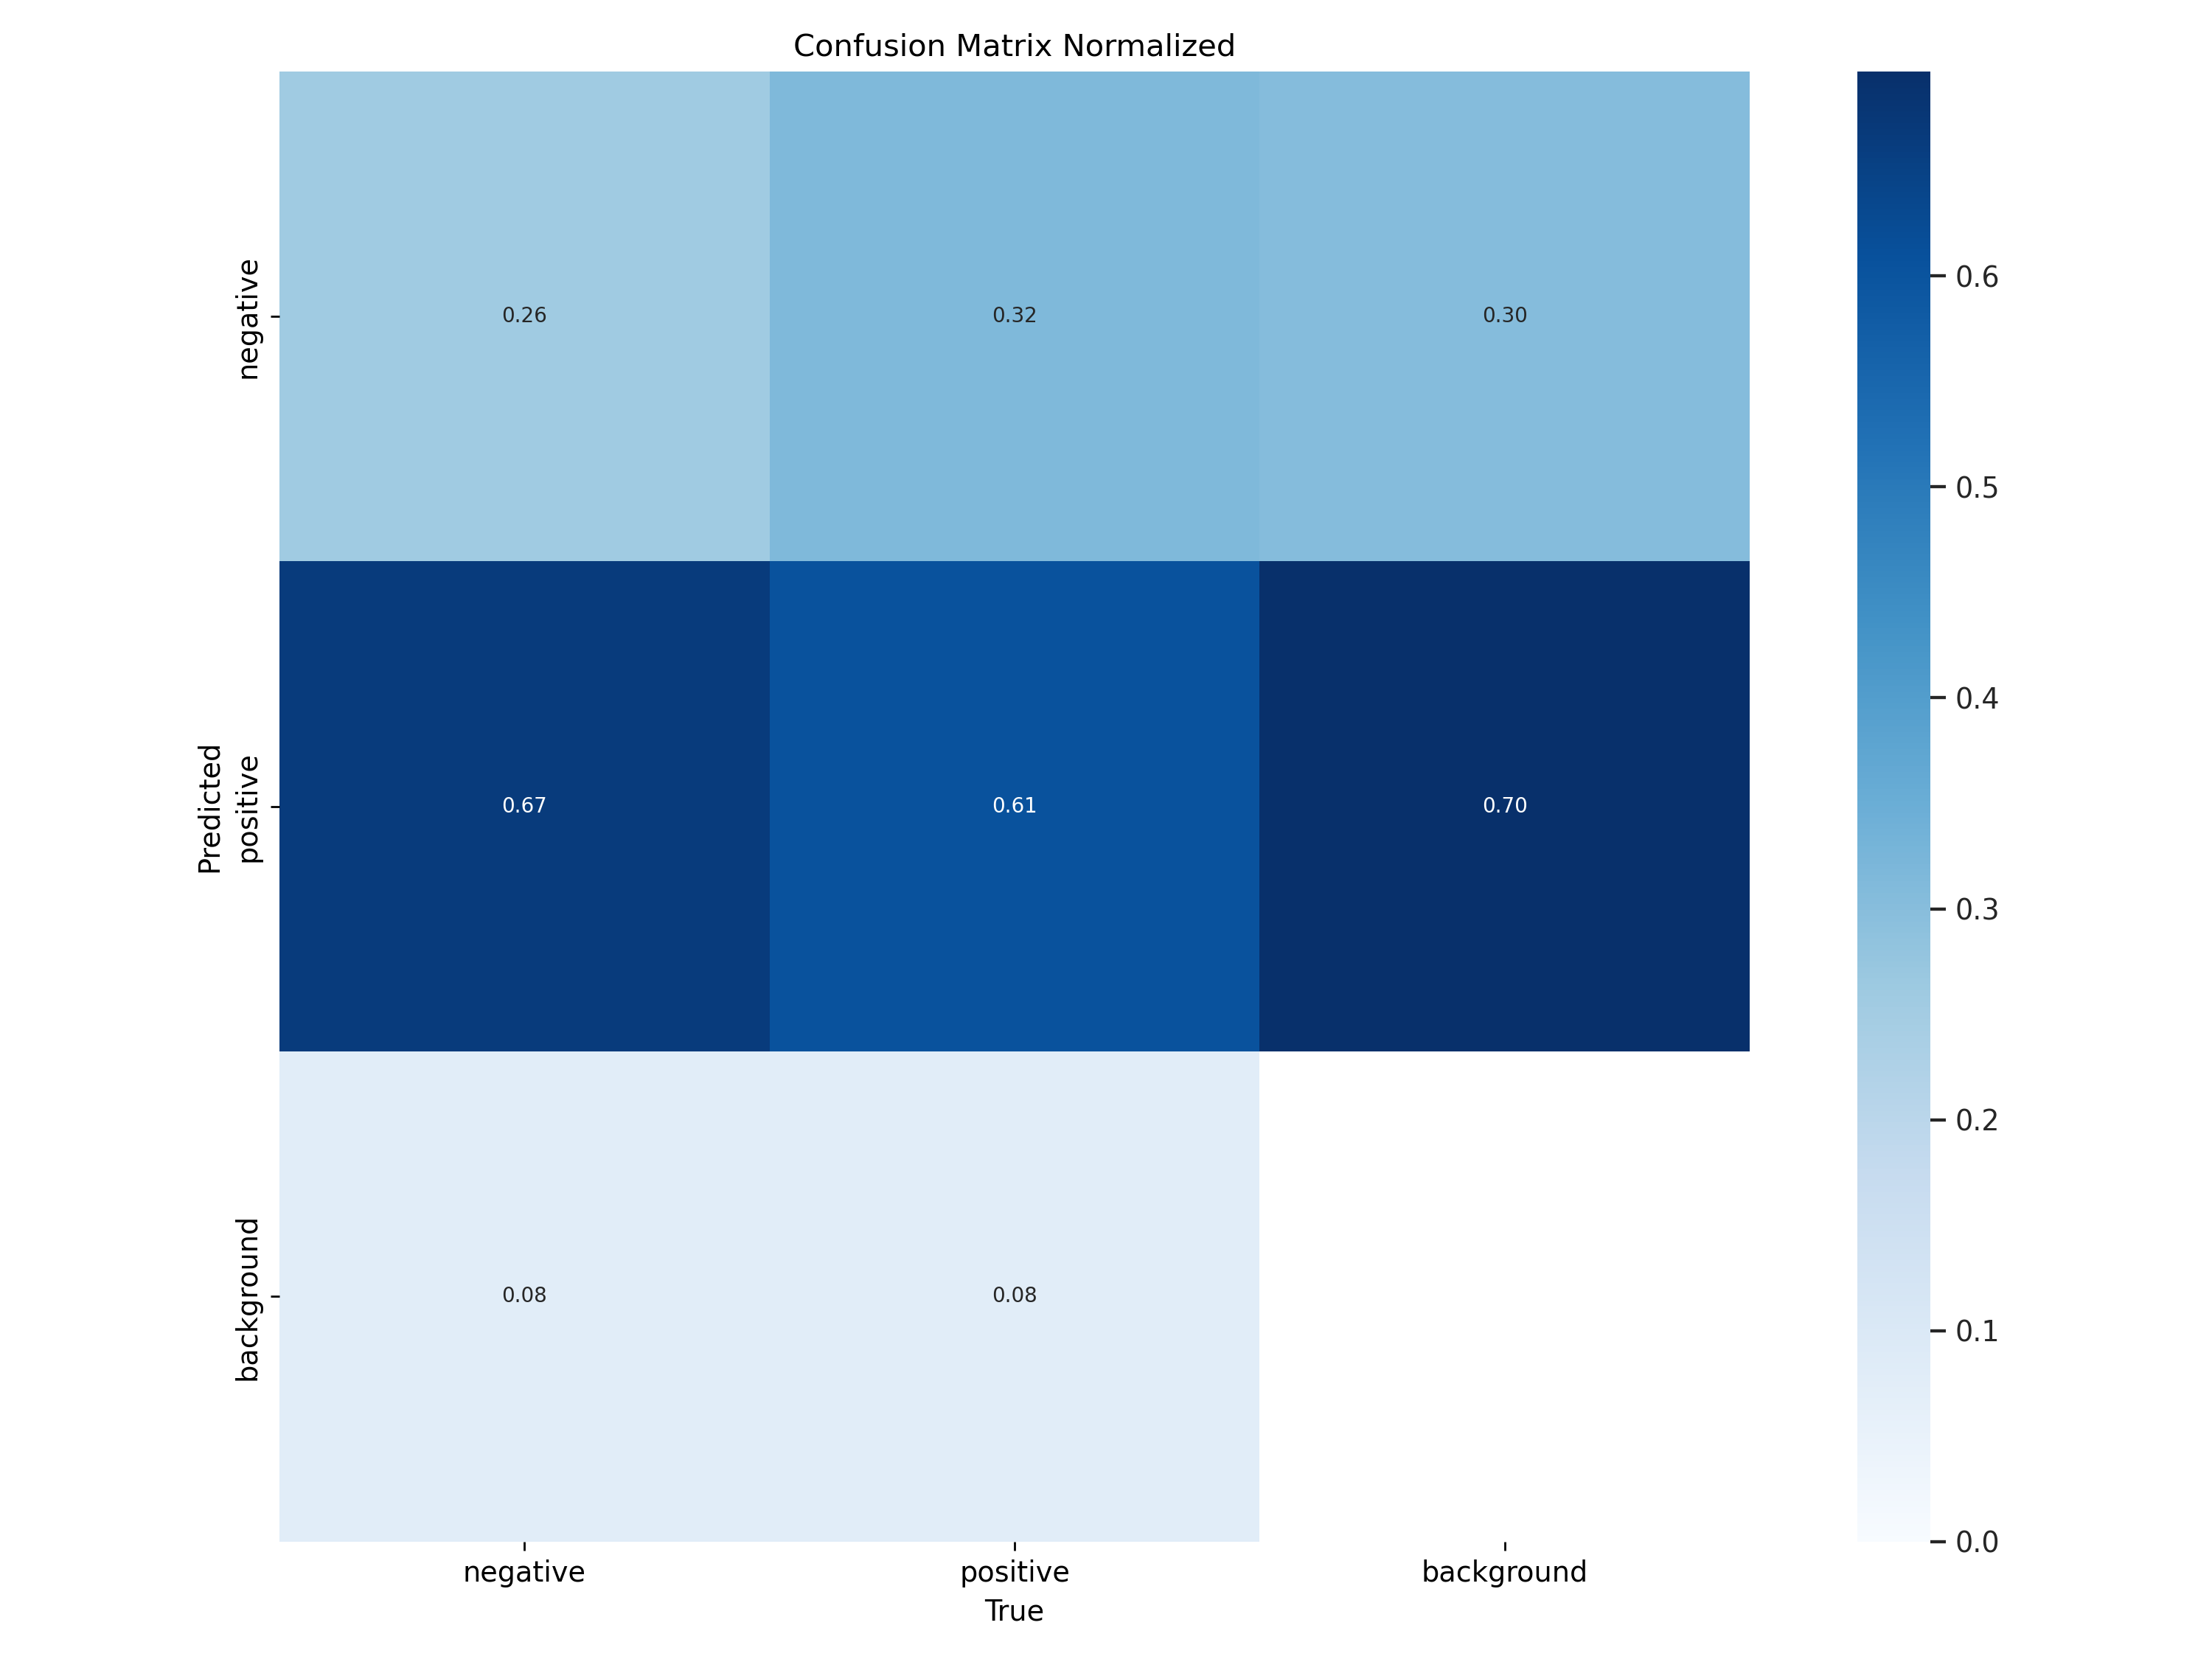 Confusion Matrix Normalized
negative
0.26
0.32
0.30
Predicted
positive
0.67
0.61
0.70
background
0.08
0.08
negative
positive
background
True
0.6
0.5
0.4
0.3
0.2
0.1
0.0